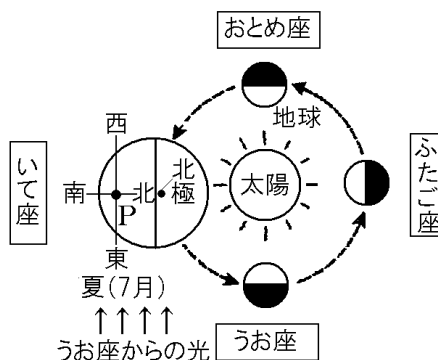 おとめ座
地球
西
いて座
南
P
北
北極
東
太陽
ふたご座
夏(7月)
うお座からの光
うお座